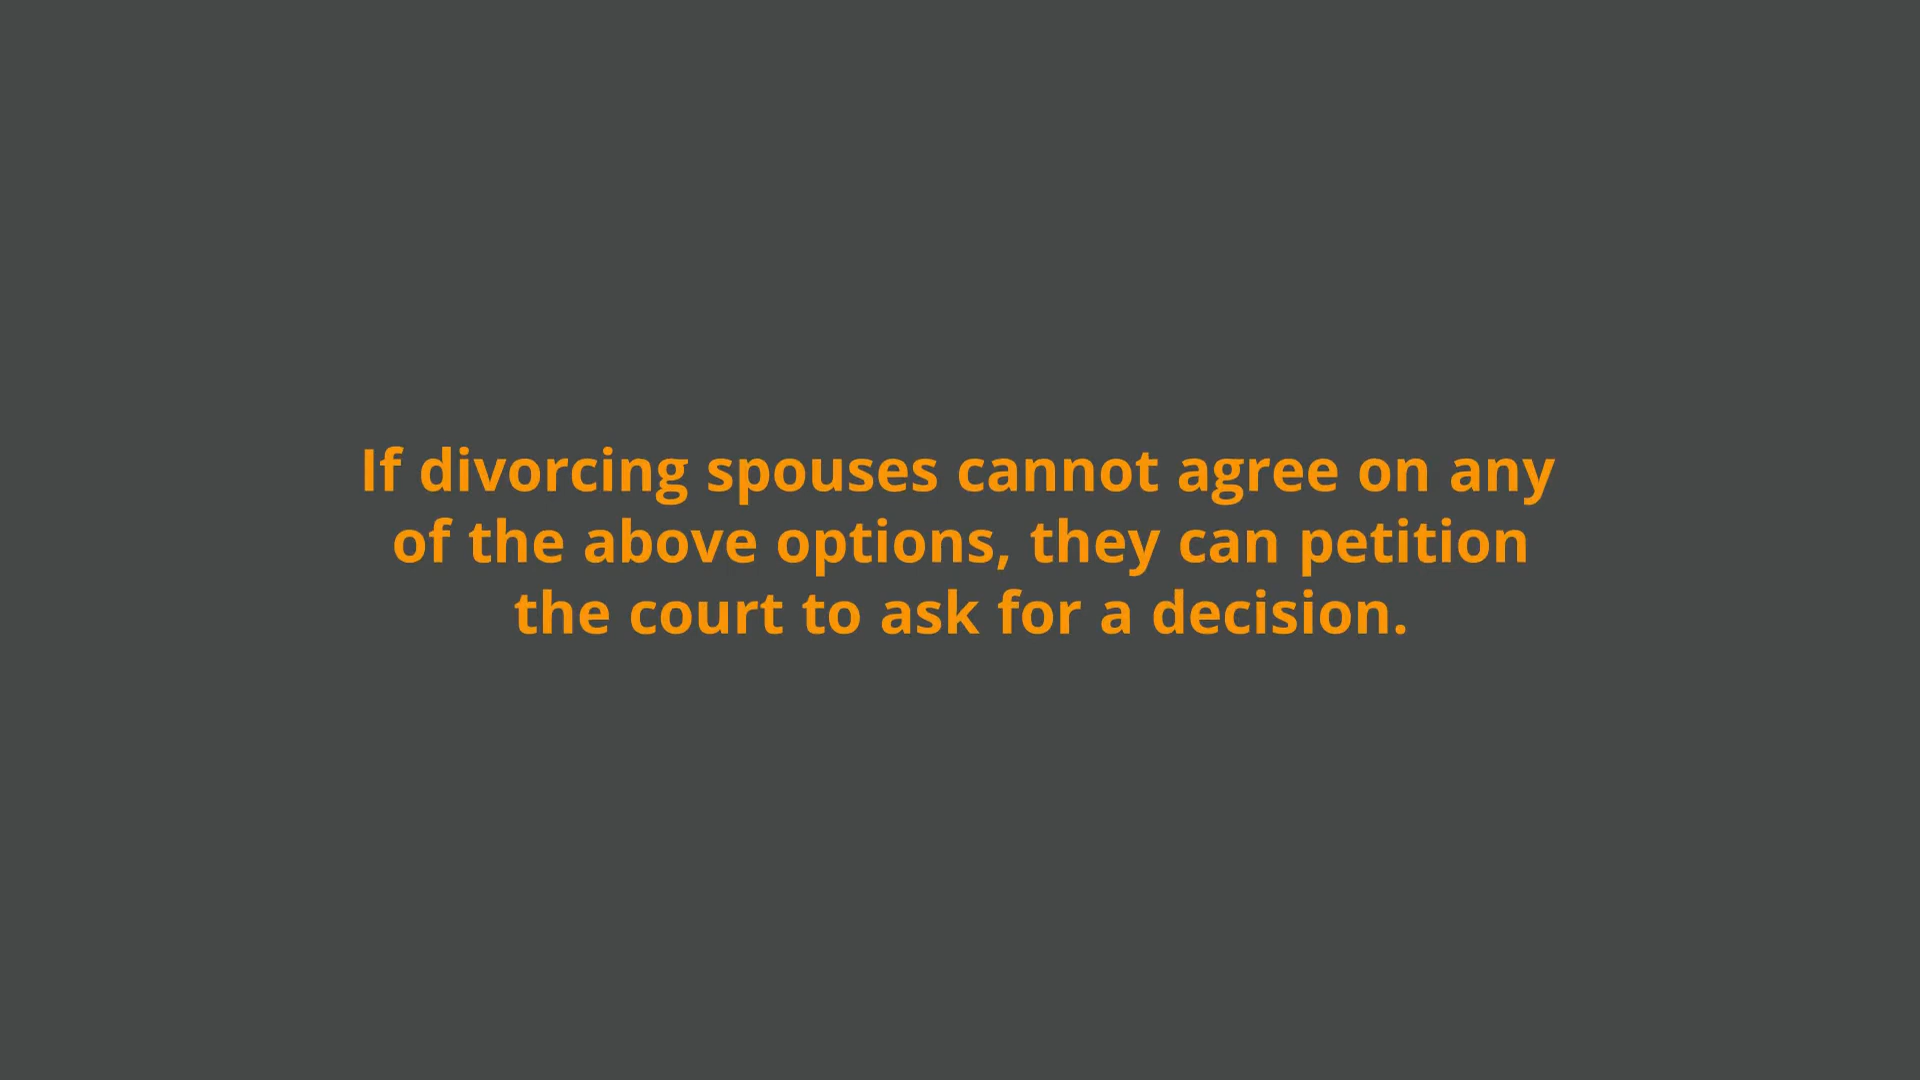 If divorcing spouses cannot agree on any
of the above options, they can petition
the court to ask for a decision.